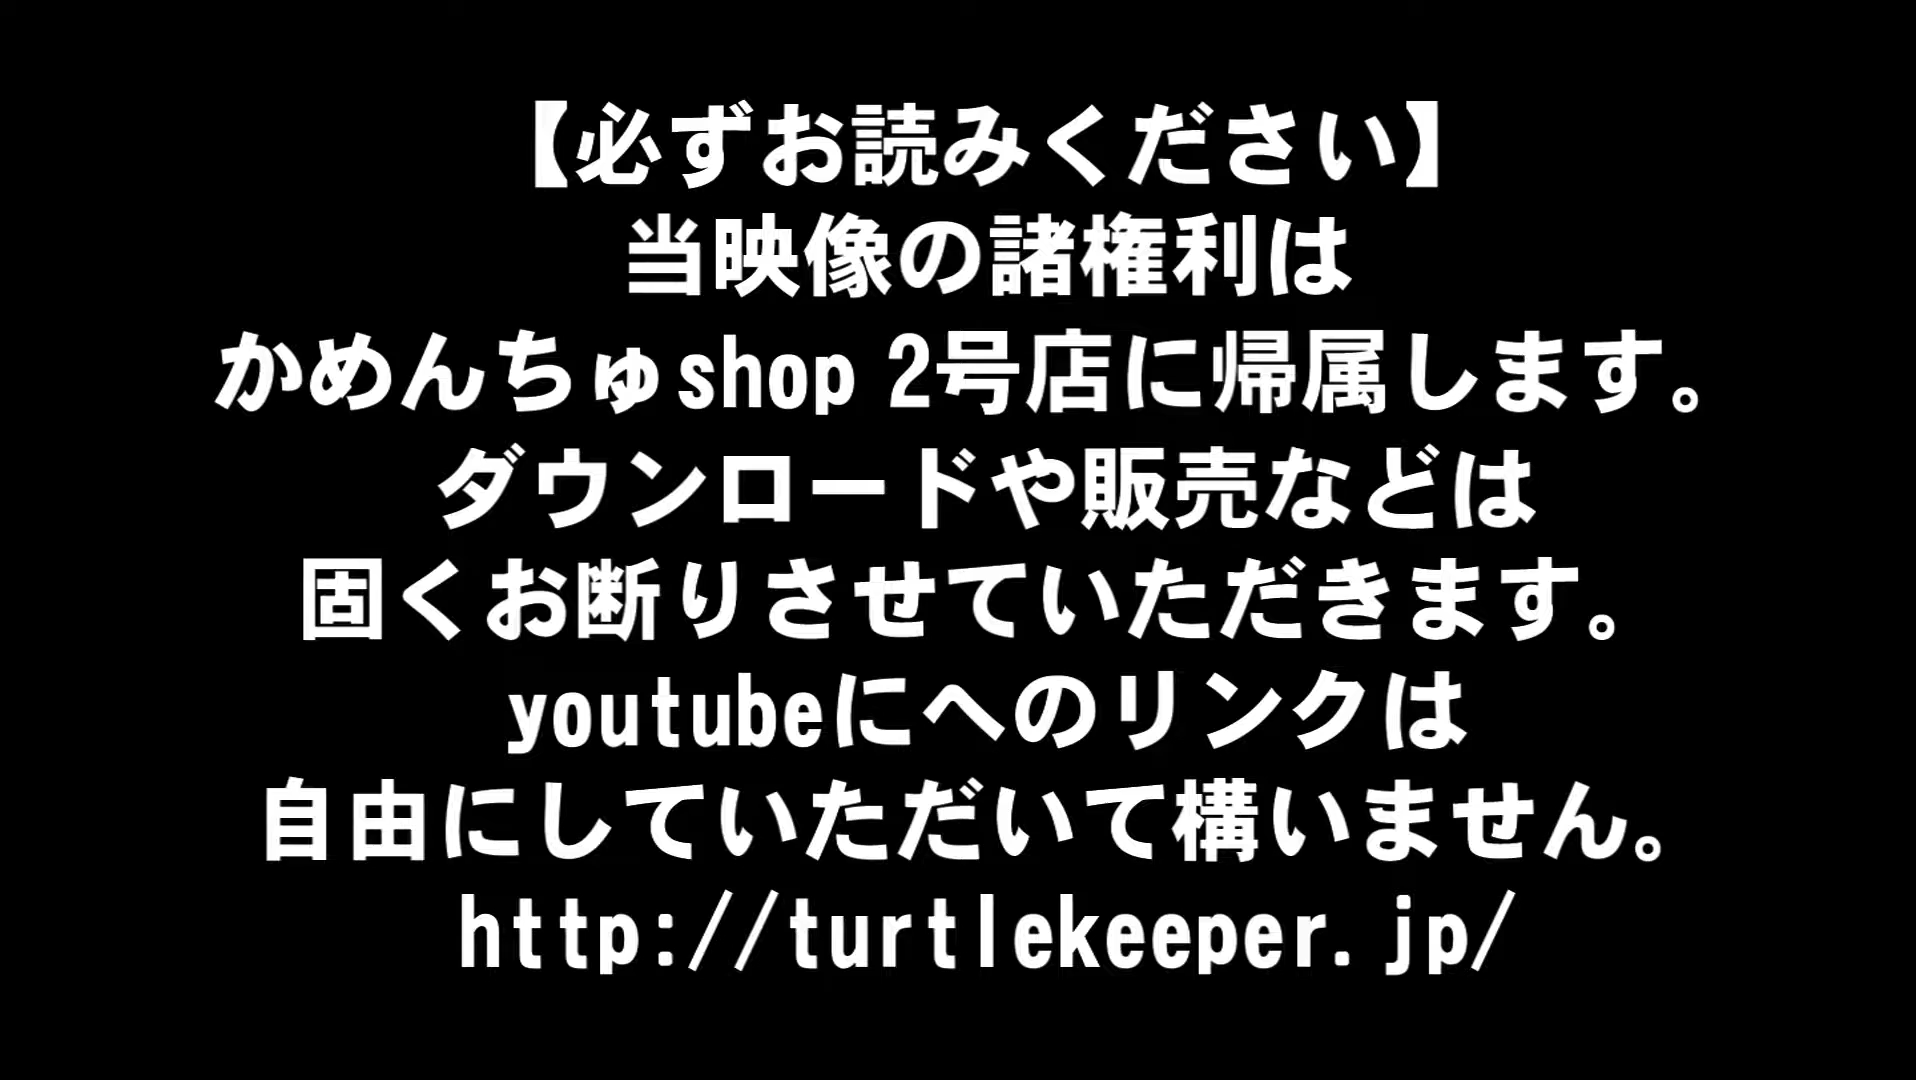 【必ずお読みください】
当映像の諸権利は
かめんちゅshop 2号店に帰属します。
ダウンロードや販売などは
固くお断りさせていただきます。
youtubeにへのリンクは
自由にしていただいて構いません。
http://turtlekeeper.jp/